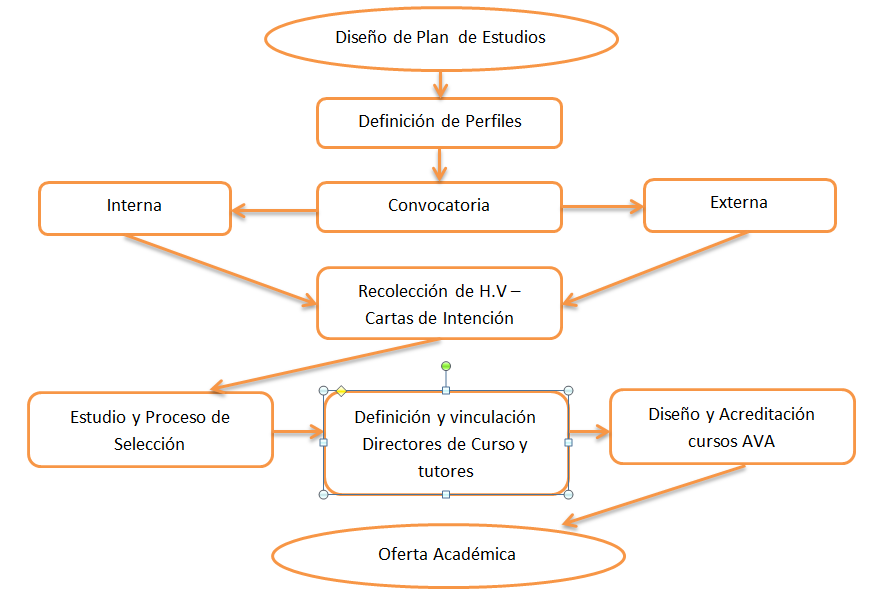 Diseño de Plan de Estudios
Definición de Perfiles
Interna
Convocatoria
Externa
Recolección de H.V –
Cartas de Intención
Estudio y Proceso de
Selección
Definición y vinculación
Directores de Curso y
tutores
Diseño y Acreditación
cursos AVA
Oferta Académica